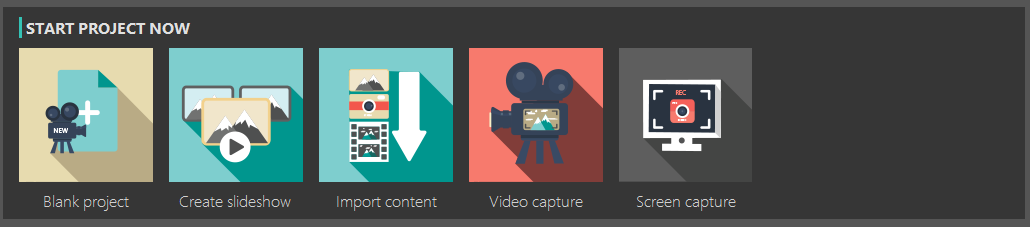 START PROJECT NOW
NEW
REC
Blank project
Create slideshow
Import content
Video capture
Screen capture